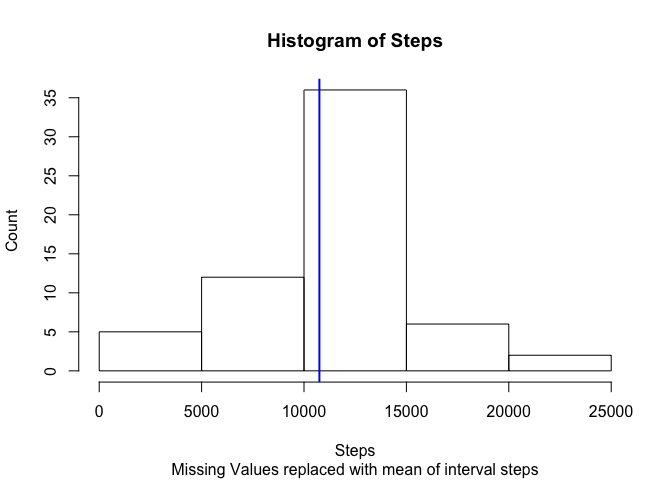 Histogram of Steps
Count
35
30
25
20
15
10
5
0
0 5000 10000 15000 20000 25000
Steps
Missing Values replaced with mean of interval steps